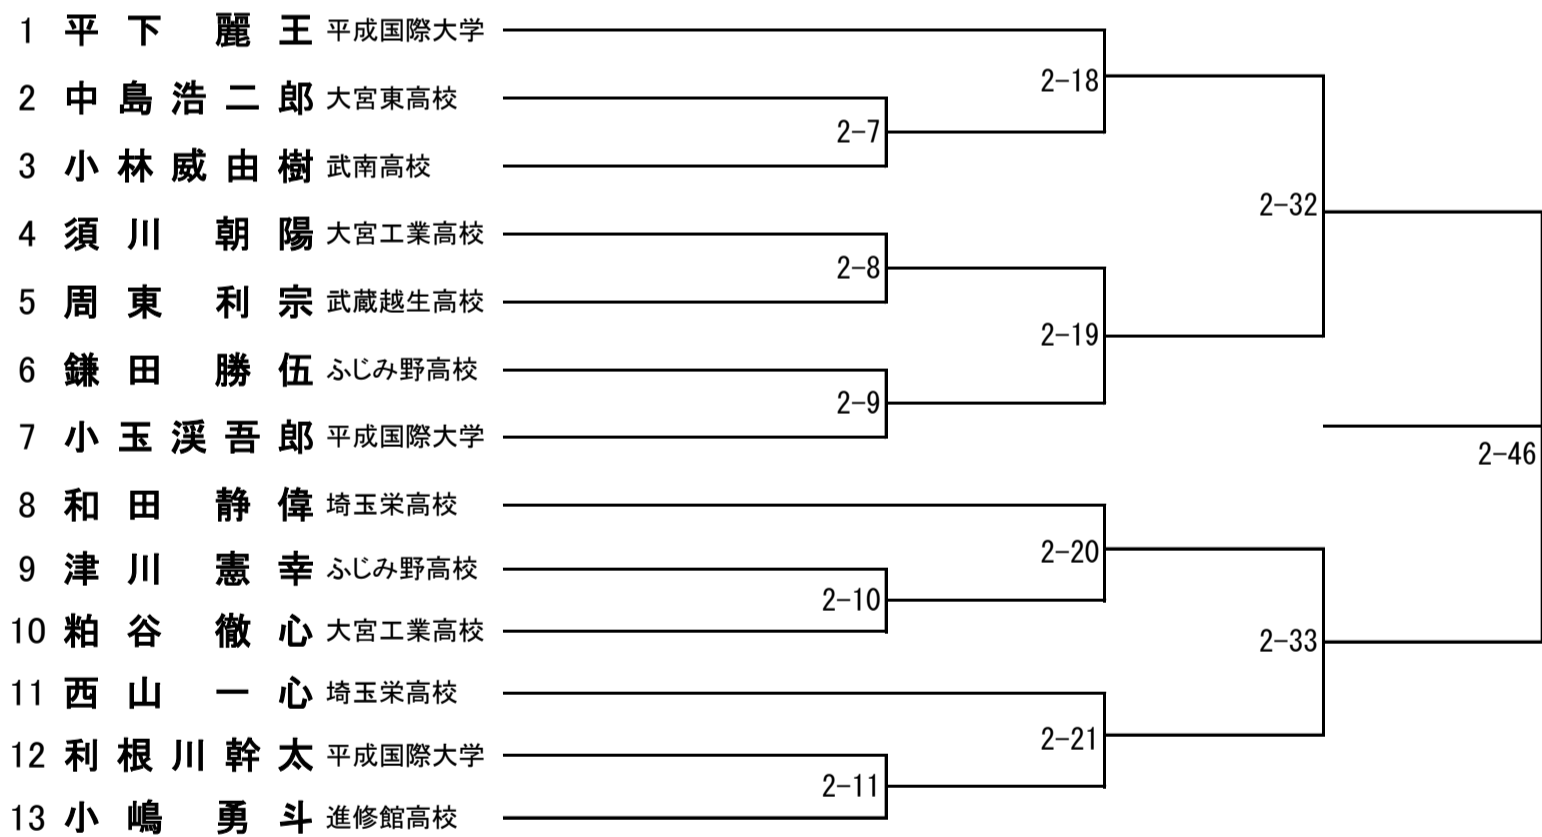 1 平下 麗王 平成国際大学
2-18
2 中島浩二郎 大宮東高校
2-7
3 小林威由樹 武南高校
2-32
4 須川 朝陽 大宮工業高校
2-8
5 周東 利宗 武蔵越生高校
2-19
6 鎌田 勝伍 ふじみ野高校
2-9
7 小玉渓吾郎 平成国際大学
2-46
8 和田 静偉 埼玉栄高校
2-20
9 津川 憲幸 ふじみ野高校
2-10
10 粕谷 徹心 大宮工業高校
2-33
11 西山 一心 埼玉栄高校
2-21
12 利根川幹太 平成国際大学
2-11
13 小嶋 勇斗 進修館高校